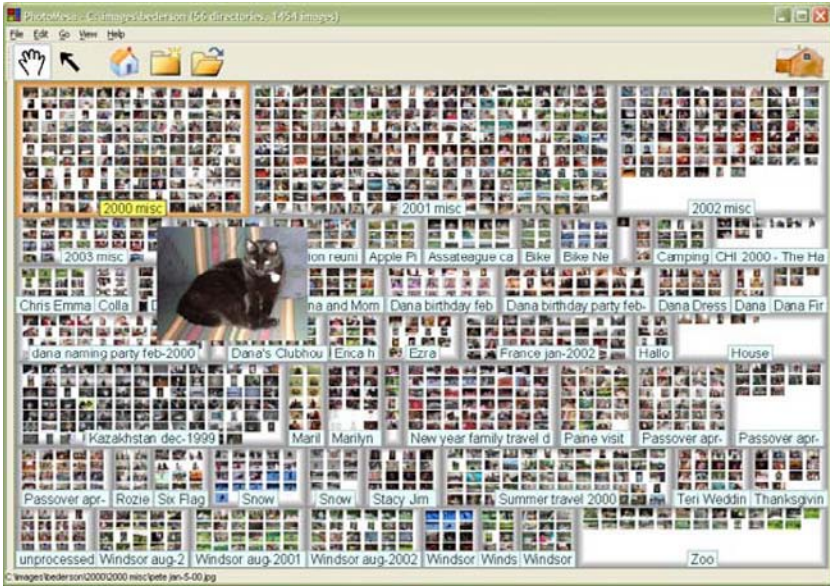 PhotoMesa - C:\images\bederson (56 directories, 1454 images)
File Edit Go View Help
2000 misc 2001 misc 2002 misc
2003 misc ion reuni Apple Pi Assateague ca Bike Bike Ne Camping CHI 2000 - The Ha
Chris Emma Colla D na and Mom Dana birthday feb Dana birthday party feb- Dana Dress Dana Dana Fir
dana naming party feb-2000 Dana's Clubhou Erica h Ezra France jan-2002 Hallo House
Kazakhstan dec-1999 Maril Marilyn New year family travel d Paine visit Passover apr- Passover apr-
Passover apr- Rozie Six Flag Snow Snow Stacy Jim Summer travel 2000 Teri Weddin Thanksgivin
unprocessed Windsor aug-2 Windsor aug-2001 Windsor aug-2002 Windsor Winds Windsor Zoo
C:\images\bederson\2000\2000 misc\pete jan-5-00.jpg